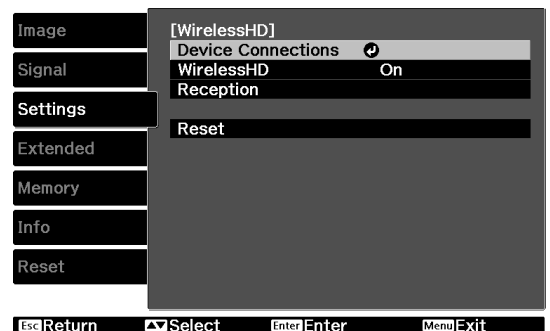 Image
Signal
Settings
Extended
Memory
Info
Reset
[WirelessHD]
Device Connections
WirelessHD On
Reception
Reset
Esc Return Select Enter Enter Menu Exit